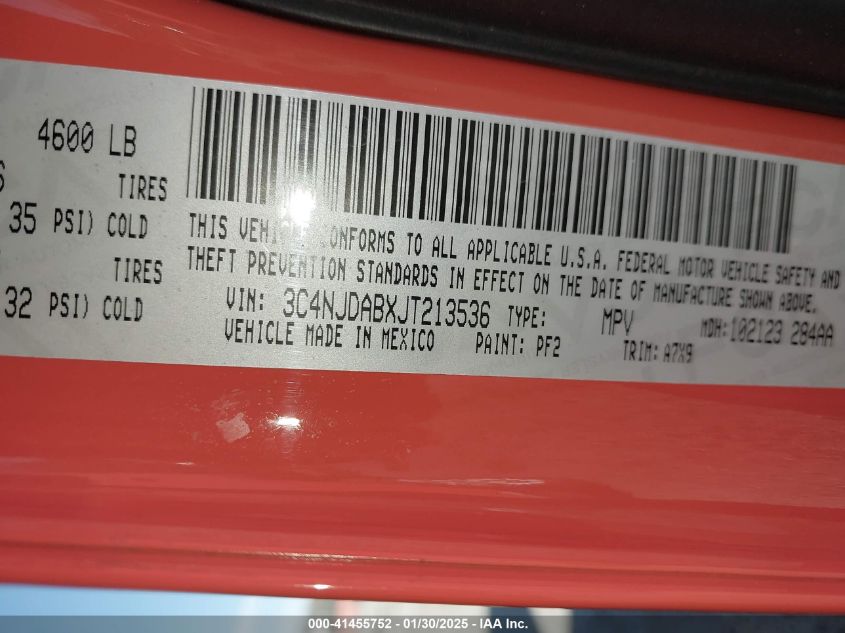 4600 LB
TIRES
35 PSI) COLD
TIRES
32 PSI) COLD
THIS VEHICLE CONFORMS TO ALL APPLICABLE U.S.A. FEDERAL MOTOR VEHICLE SAFETY AND
THEFT PREVENTION STANDARDS IN EFFECT ON THE DATE OF MANUFACTURE SHOWN ABOVE.
VIN: 3C4NJDABXJT213536 TYPE: MPV MDH:102123 284AA
VEHICLE MADE IN MEXICO PAINT: PF2 TRIM: A7X9
000-41455752 — 01/30/2025 — IAA Inc.